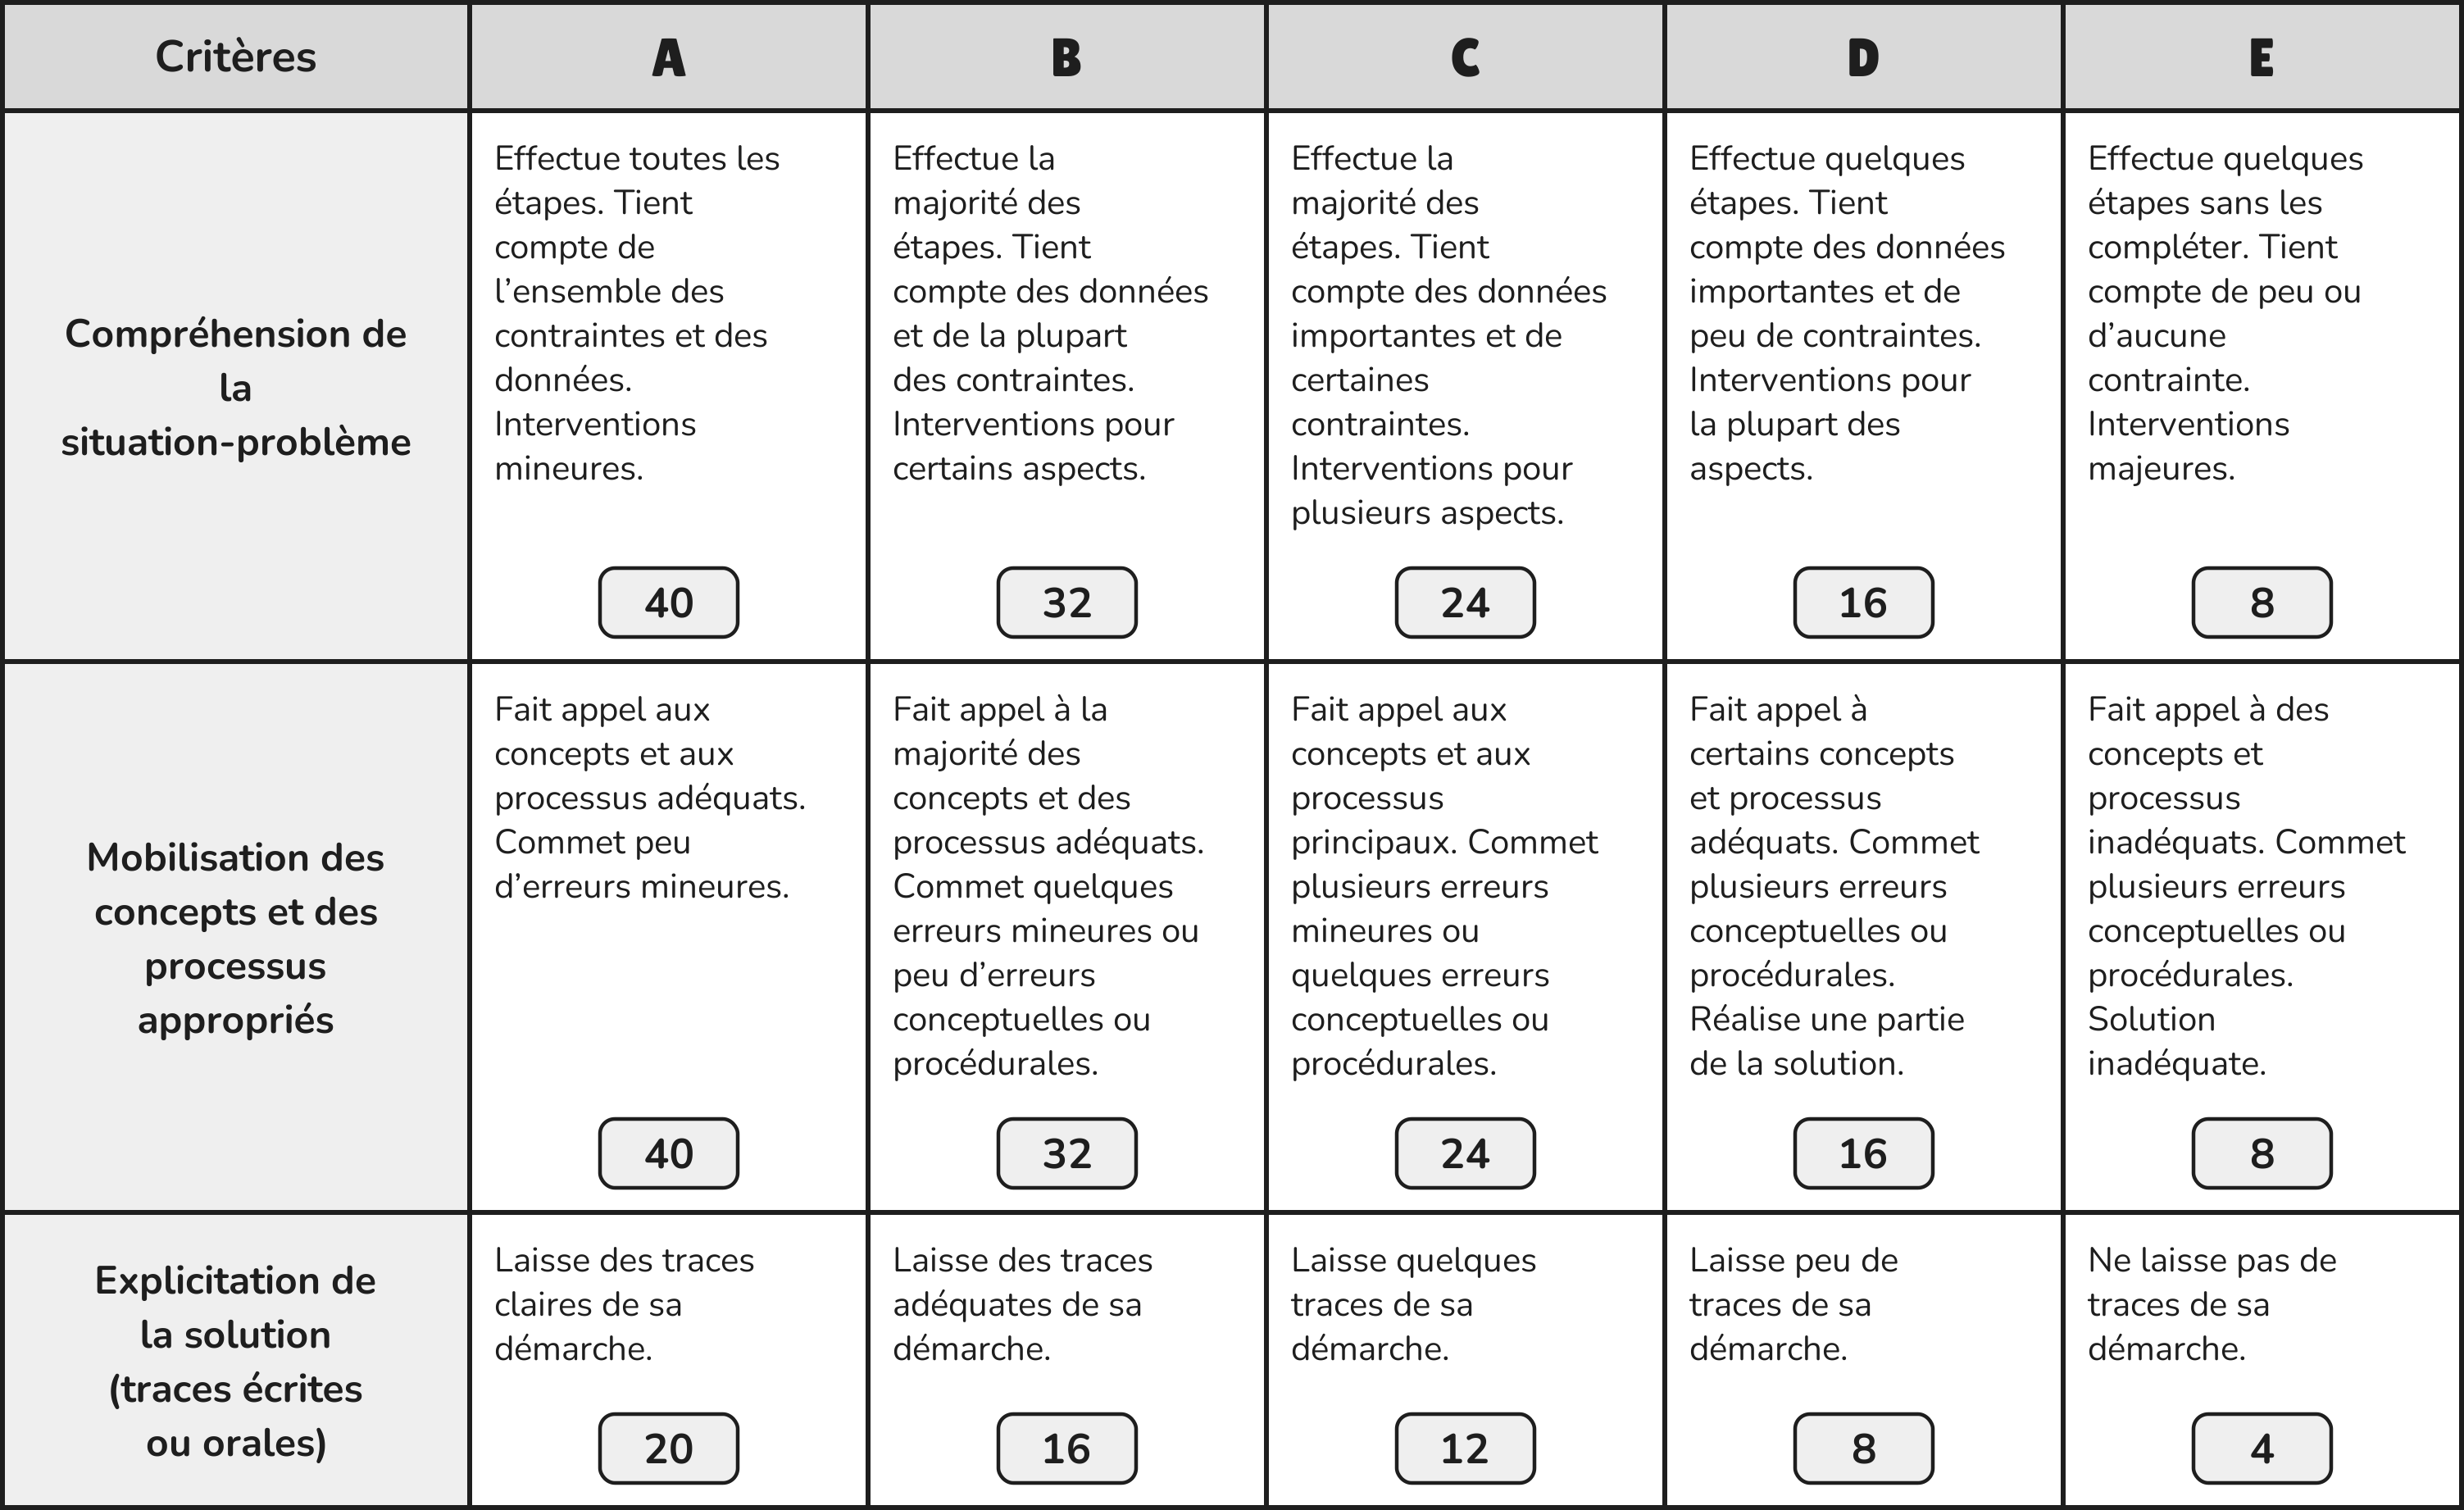 Critères
A
B
C
D
E
Compréhension de
la
situation-problème
Effectue toutes les
étapes. Tient
compte de
l’ensemble des
contraintes et des
données.
Interventions
mineures.
40
Effectue la
majorité des
étapes. Tient
compte des données
et de la plupart
des contraintes.
Interventions pour
certains aspects.
32
Effectue la
majorité des
étapes. Tient
compte des données
importantes et de
certaines
contraintes.
Interventions pour
plusieurs aspects.
24
Effectue quelques
étapes. Tient
compte des données
importantes et de
peu de contraintes.
Interventions pour
la plupart des
aspects.
16
Effectue quelques
étapes sans les
compléter. Tient
compte de peu ou
d’aucune
contrainte.
Interventions
majeures.
8
Mobilisation des
concepts et des
processus
appropriés
Fait appel aux
concepts et aux
processus adéquats.
Commet peu
d’erreurs mineures.
40
Fait appel à la
majorité des
concepts et des
processus adéquats.
Commet quelques
erreurs mineures ou
peu d’erreurs
conceptuelles ou
procédurales.
32
Fait appel aux
concepts et aux
processus
principaux. Commet
plusieurs erreurs
mineures ou
quelques erreurs
conceptuelles ou
procédurales.
24
Fait appel à
certains concepts
et processus
adéquats. Commet
plusieurs erreurs
conceptuelles ou
procédurales.
Réalise une partie
de la solution.
16
Fait appel à des
concepts et
processus
inadéquats. Commet
plusieurs erreurs
conceptuelles ou
procédurales.
Solution
inadéquate.
8
Explicitation de
la solution
(traces écrites
ou orales)
Laisse des traces
claires de sa
démarche.
20
Laisse des traces
adéquates de sa
démarche.
16
Laisse quelques
traces de sa
démarche.
12
Laisse peu de
traces de sa
démarche.
8
Ne laisse pas de
traces de sa
démarche.
4